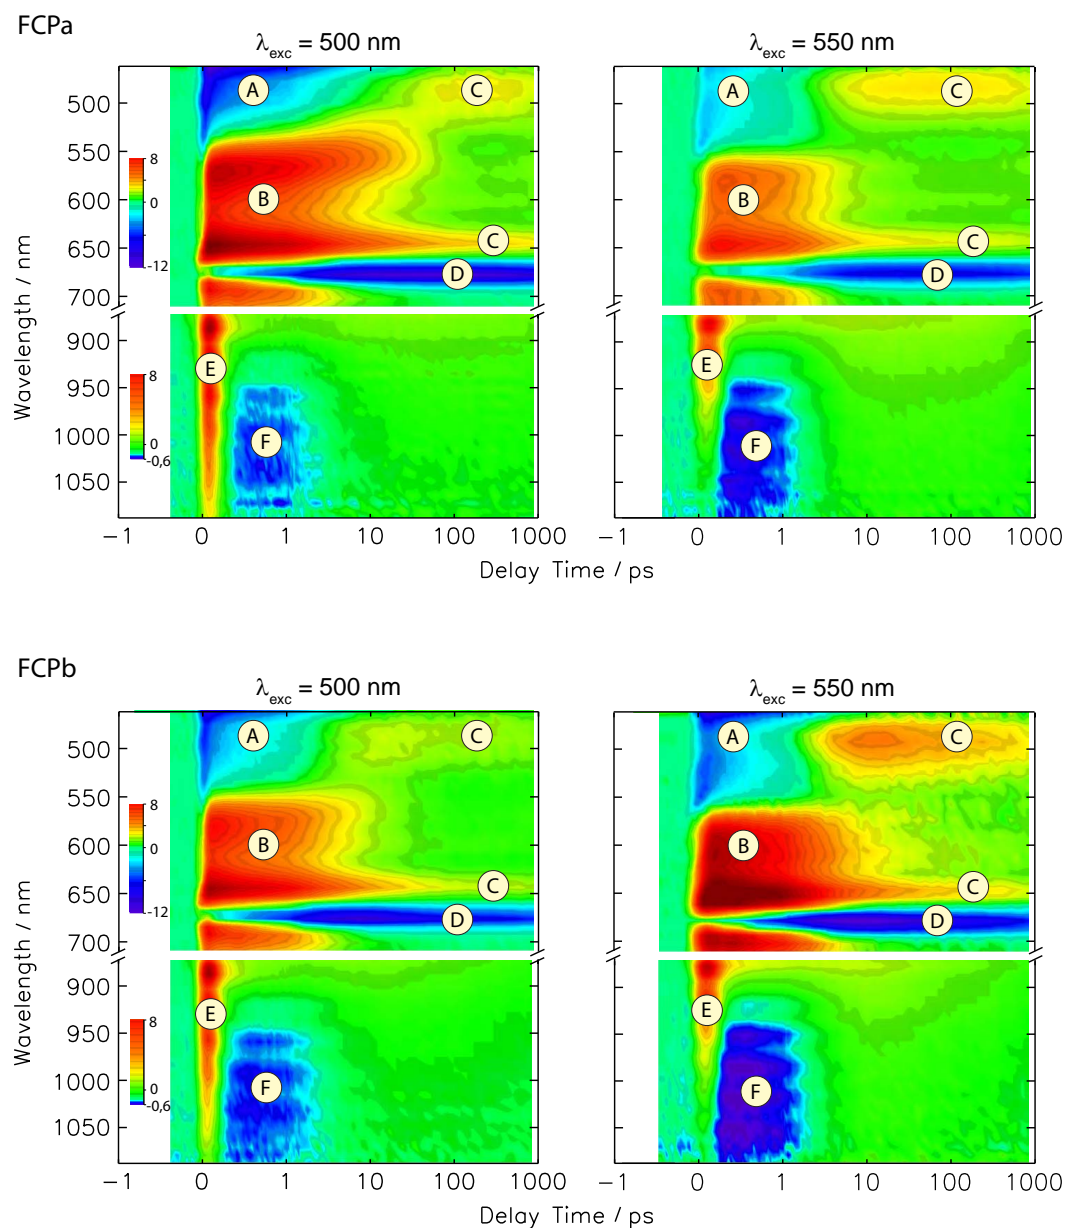 FCPa
λexc = 500 nm
λexc = 550 nm
A
C
A
C
500
550
8
0
-12
B
B
600
C
C
650
D
D
700
Wavelength / nm
900
E
E
950
8
0
-0,6
F
F
1000
1050
-1 0 1 10 100 1000
-1 0 1 10 100 1000
Delay Time / ps
FCPb
λexc = 500 nm
λexc = 550 nm
A
C
A
C
500
550
8
0
-12
B
B
600
C
C
650
D
D
700
Wavelength / nm
900
E
E
950
8
0
-0,6
F
F
1000
1050
-1 0 1 10 100 1000
-1 0 1 10 100 1000
Delay Time / ps